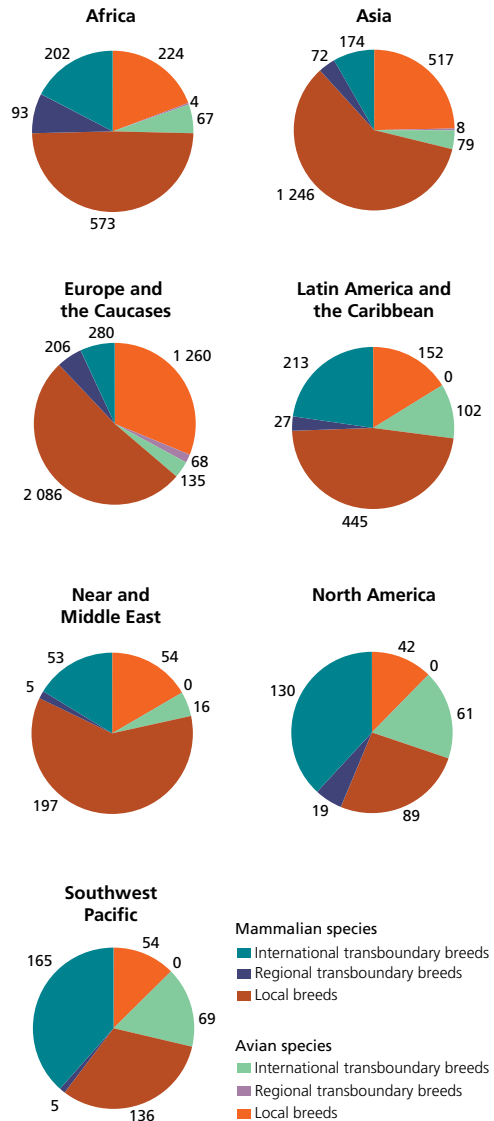 Africa
202
224
4
67
93
573
Asia
72
174
517
8
79
1 246
Europe and
the Caucases
206
280
1 260
68
135
2 086
Latin America and
the Caribbean
213
152
0
102
27
445
Near and
Middle East
53
54
0
16
5
197
North America
42
0
130
61
19
89
Southwest
Pacific
165
54
0
69
5
136
Mammalian species
International transboundary breeds
Regional transboundary breeds
Local breeds
Avian species
International transboundary breeds
Regional transboundary breeds
Local breeds